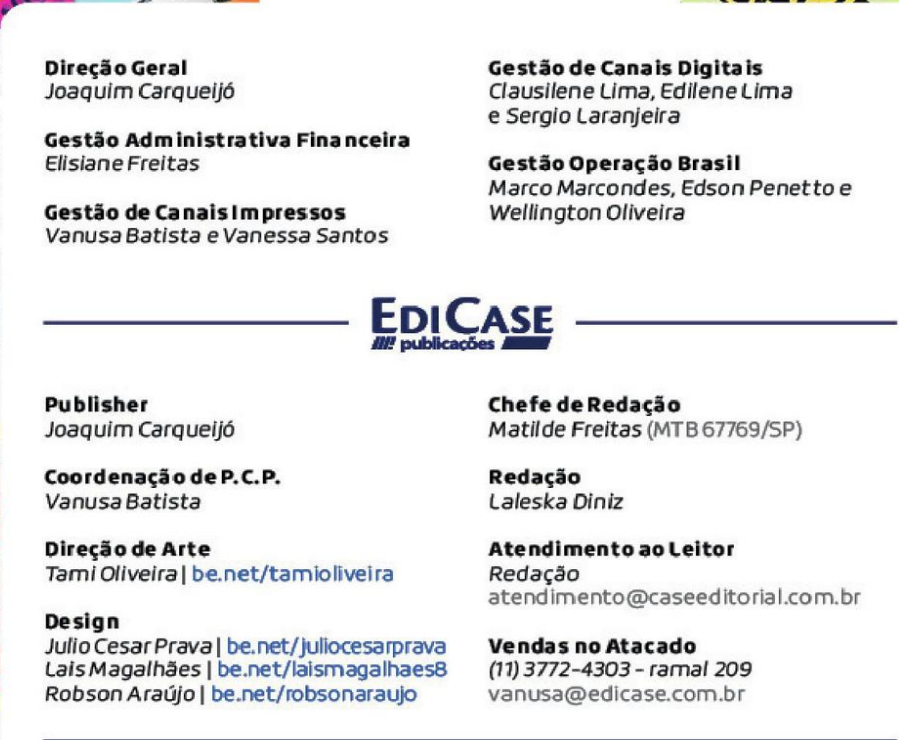 Direção Geral
Joaquim Carqueijó
Gestão Administrativa Financeira
Elisiane Freitas
Gestão de Canais Impressos
Vanusa Batista e Vanessa Santos
Gestão de Canais Digitais
Clausilene Lima, Edilene Lima
e Sergio Laranjeira
Gestão Operação Brasil
Marco Marcondes, Edson Penetto e
Wellington Oliveira
EDICASE
publicações
Publisher
Joaquim Carqueijó
Coordenação de P.C.P.
Vanusa Batista
Direção de Arte
Tami Oliveira | be.net/tamioliveira
Design
Julio Cesar Prava | be.net/juliocesarprava
Lais Magalhães | be.net/laismagalhaes8
Robson Araújo | be.net/robsonaraujo
Chefe de Redação
Matilde Freitas (MTB 67769/SP)
Redação
Laleska Diniz
Atendimento ao Leitor
Redação
atendimento@caseeditorial.com.br
Vendas no Atacado
(11) 3772-4303 - ramal 209
vanusa@edicase.com.br